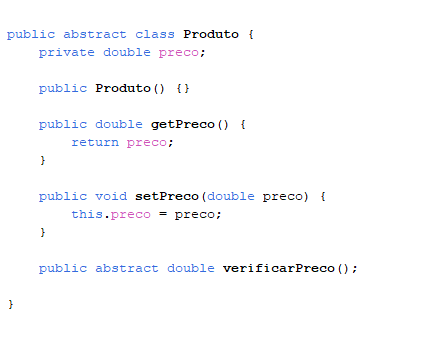 public abstract class Produto {
    private double preco;

    public Produto() {}

    public double getPreco() {
        return preco;
    }

    public void setPreco(double preco) {
        this.preco = preco;
    }

    public abstract double verificarPreco();

}